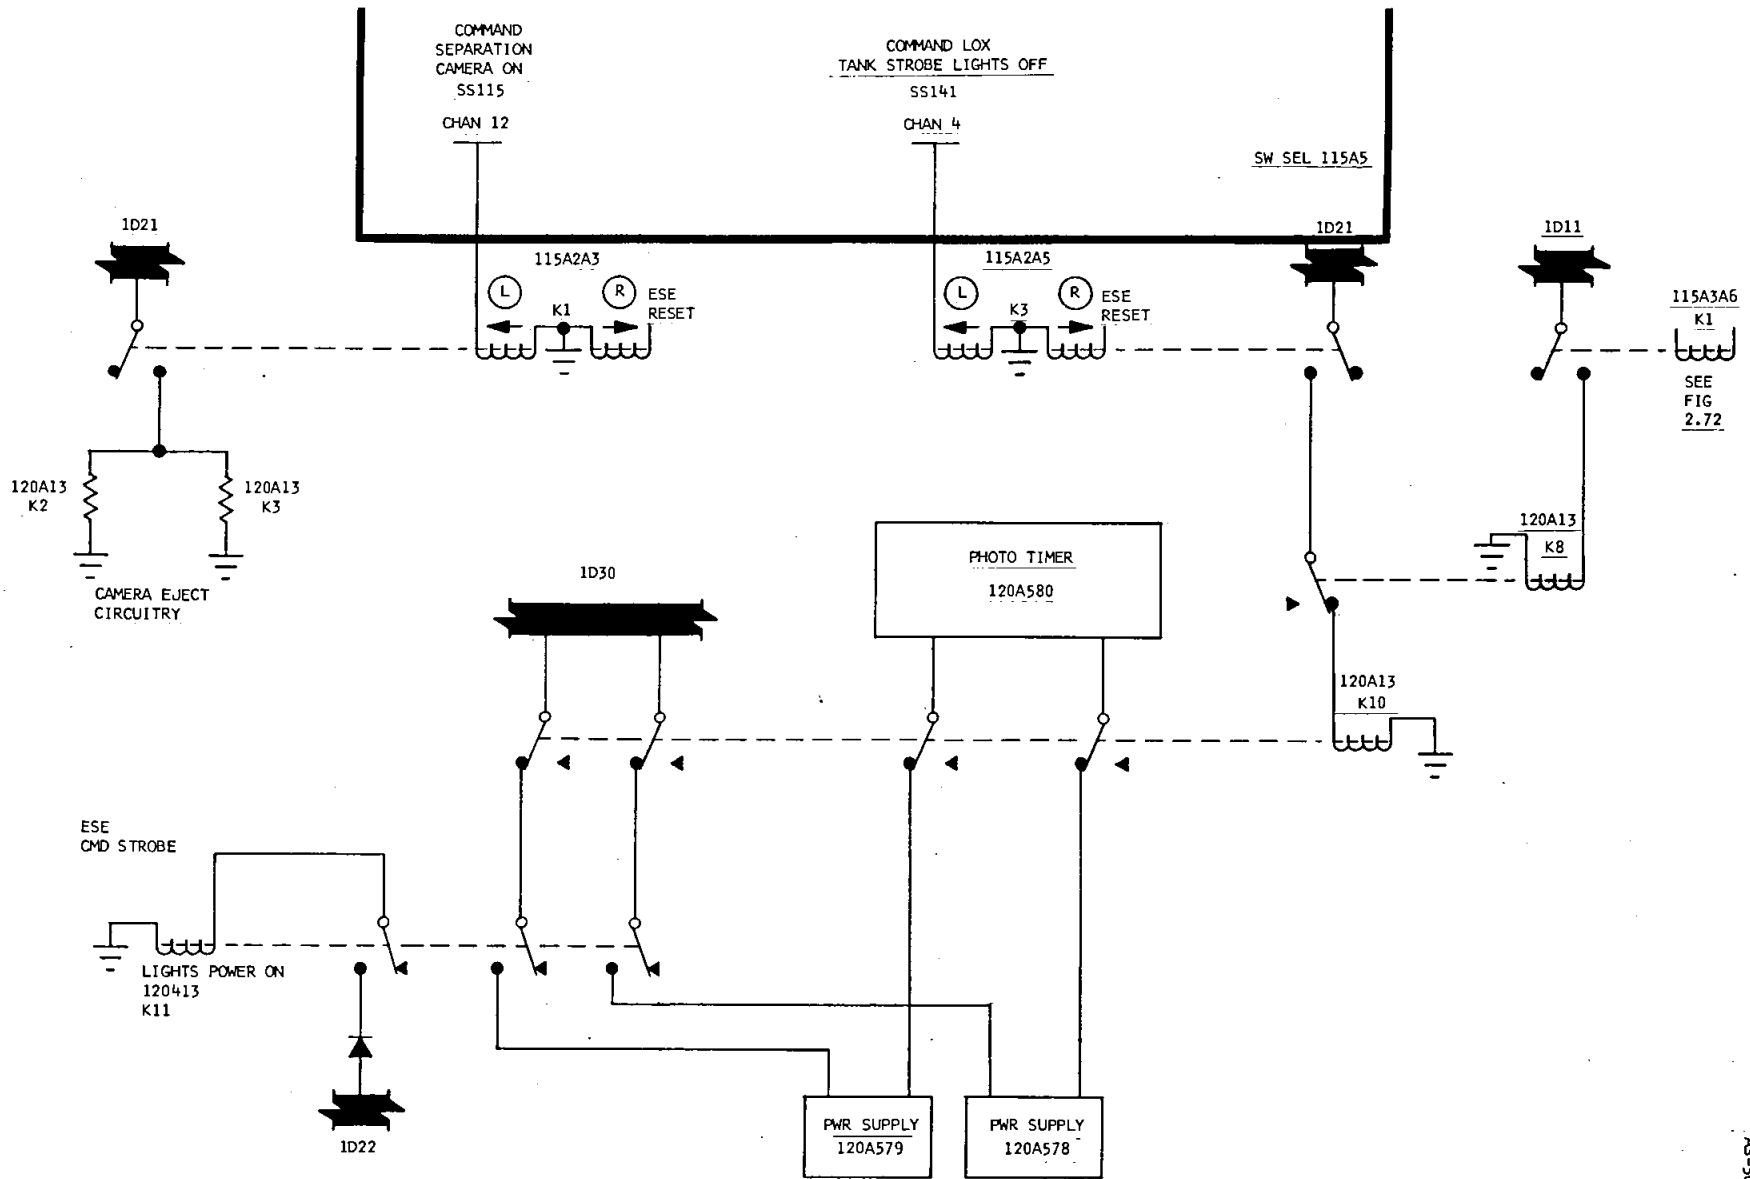 COMMAND
SEPARATION
CAMERA ON
SS115
CHAN 12
COMMAND LOX
TANK STROBE LIGHTS OFF
SS141
CHAN 4
SW SEL 115A5
1D21
115A2A3
L
R
K1
ESE
RESET
115A2A5
L
R
K3
ESE
RESET
1D21
1D11
115A3A6
K1
SEE
FIG
2.72
120A13
K2
120A13
K3
CAMERA EJECT
CIRCUITRY
1D30
PHOTO TIMER
120A580
120A13
K8
120A13
K10
ESE
CMD STROBE
LIGHTS POWER ON
120413
K11
1D22
PWR SUPPLY
120A579
PWR SUPPLY
120A578